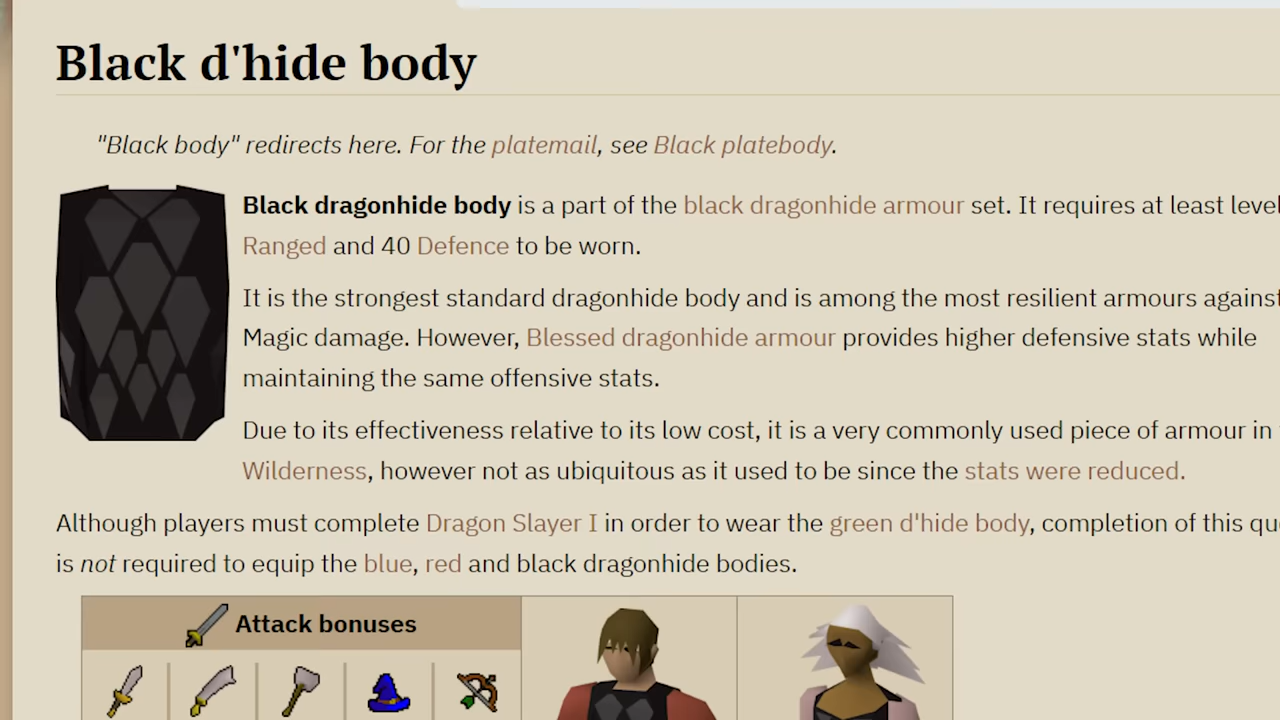 Black d'hide body
"Black body" redirects here. For the platemail, see Black platebody.
Black dragonhide body is a part of the black dragonhide armour set. It requires at least level
Ranged and 40 Defence to be worn.
It is the strongest standard dragonhide body and is among the most resilient armours against
Magic damage. However, Blessed dragonhide armour provides higher defensive stats while
maintaining the same offensive stats.
Due to its effectiveness relative to its low cost, it is a very commonly used piece of armour in
Wilderness, however not as ubiquitous as it used to be since the stats were reduced.
Although players must complete Dragon Slayer I in order to wear the green d'hide body, completion of this qu
is not required to equip the blue, red and black dragonhide bodies.
Attack bonuses